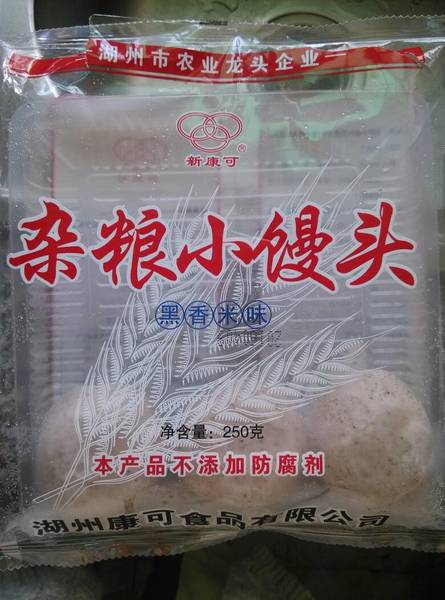 湖州市农业龙头企业
®
新康可
杂粮小馒头
黑香米味
净含量：250克
本产品不添加防腐剂
湖州康可食品有限公司